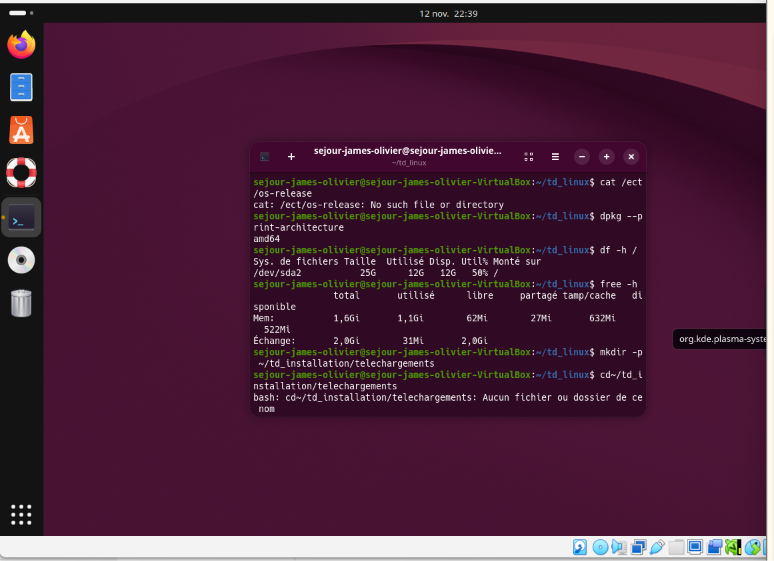 12 nov. 22:39
sejour-james-olivier@sejour-james-olivie...
~/td_linux
sejour-james-olivier@sejour-james-olivier-VirtualBox:~/td_linux$ cat /ect
/os-release
cat: /ect/os-release: No such file or directory
sejour-james-olivier@sejour-james-olivier-VirtualBox:~/td_linux$ dpkg --p
rint-architecture
amd64
sejour-james-olivier@sejour-james-olivier-VirtualBox:~/td_linux$ df -h /
Sys. de fichiers Taille Utilisé Disp. Util% Monté sur
/dev/sda2 25G 12G 12G 50% /
sejour-james-olivier@sejour-james-olivier-VirtualBox:~/td_linux$ free -h
total utilisé libre partagé tamp/cache di
sponible
Mem: 1,6Gi 1,1Gi 62Mi 27Mi 632Mi
522Mi
Échange: 2,0Gi 31Mi 2,0Gi
sejour-james-olivier@sejour-james-olivier-VirtualBox:~/td_linux$ mkdir -p
~/td_installation/telechargements
sejour-james-olivier@sejour-james-olivier-VirtualBox:~/td_linux$ cd~/td_i
nstallation/telechargements
bash: cd~/td_installation/telechargements: Aucun fichier ou dossier de ce
nom
org.kde.plasma-syste